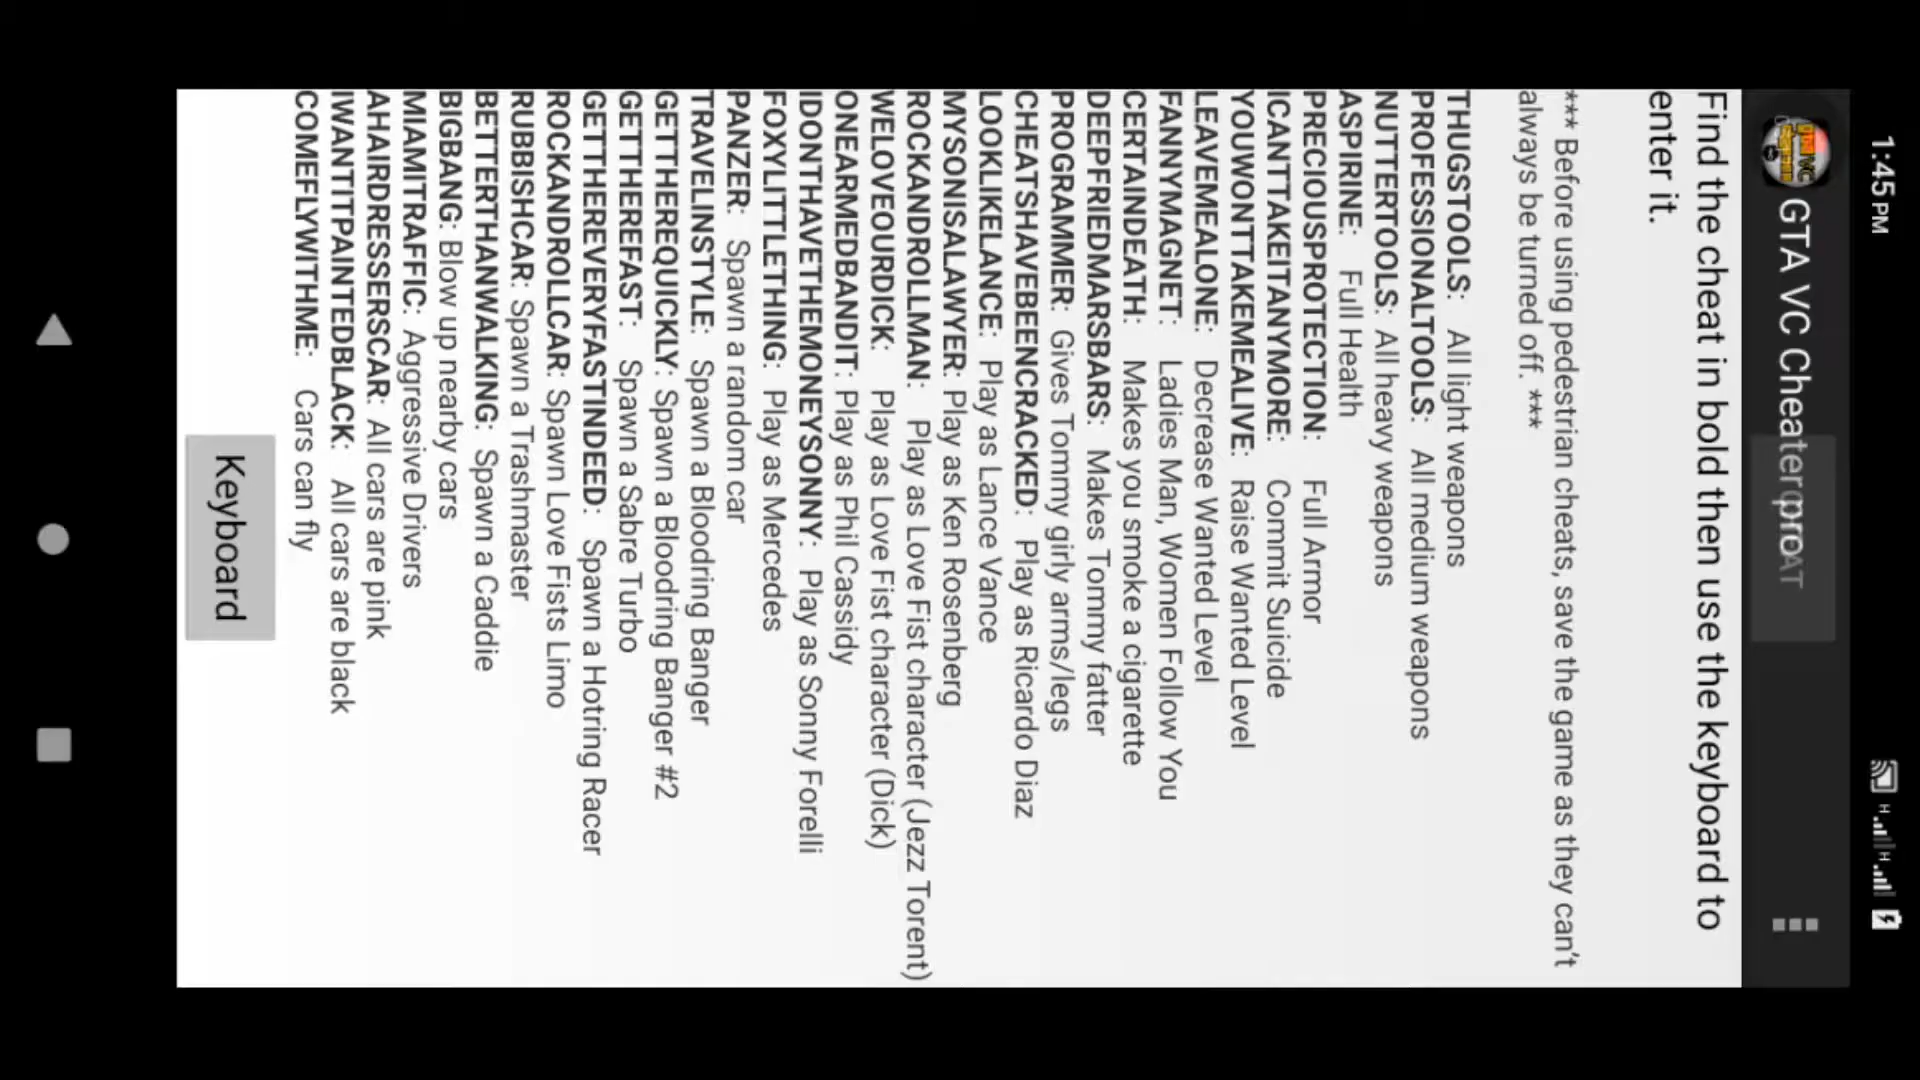 1:45 PM
GTA VC Cheater pro
Find the cheat in bold then use the keyboard to
enter it.
*** Before using pedestrian cheats, save the game as they can't
always be turned off. ***
THUGSTOOLS: All light weapons
PROFESSIONALTOOLS: All medium weapons
NUTTERTOOLS: All heavy weapons
ASPIRINE: Full Health
PRECIOUSPROTECTION: Full Armor
ICANTTAKEITANYMORE: Commit Suicide
YOUWONTTAKEMEALIVE: Raise Wanted Level
LEAVEMEALONE: Decrease Wanted Level
FANNYMAGNET: Ladies Man, Women Follow You
CERTAINDEATH: Makes you smoke a cigarette
DEEPFRIEDMARSBARS: Makes Tommy fatter
PROGRAMMER: Gives Tommy girly arms/legs
CHEATSHAVEBEENCRACKED: Play as Ricardo Diaz
LOOKLIKELANCE: Play as Lance Vance
MYSONISALAWYER: Play as Ken Rosenberg
ROCKANDROLLMAN: Play as Love Fist character (Jezz Torent)
WELOVEOURDICK: Play as Love Fist character (Dick)
ONEARMEDBANDIT: Play as Phil Cassidy
IDONTHAVETHEMONEYSONNY: Play as Sonny Forelli
FOXYLITTLETHING: Play as Mercedes
PANZER: Spawn a random car
TRAVELINSTYLE: Spawn a Bloodring Banger
GETTHEREQUICKLY: Spawn a Bloodring Banger #2
GETTHEREFAST: Spawn a Sabre Turbo
GETTHEREVERYFASTINDEED: Spawn a Hotring Racer
ROCKANDROLLCAR: Spawn Love Fists Limo
RUBBISHCAR: Spawn a Trashmaster
BETTERTHANWALKING: Spawn a Caddie
BIGBANG: Blow up nearby cars
MIAMITRAFFIC: Aggressive Drivers
AHAIRDRESSERSCAR: All cars are pink
IWANTITPAINTEDBLACK: All cars are black
COMEFLYWITHME: Cars can fly
Keyboard